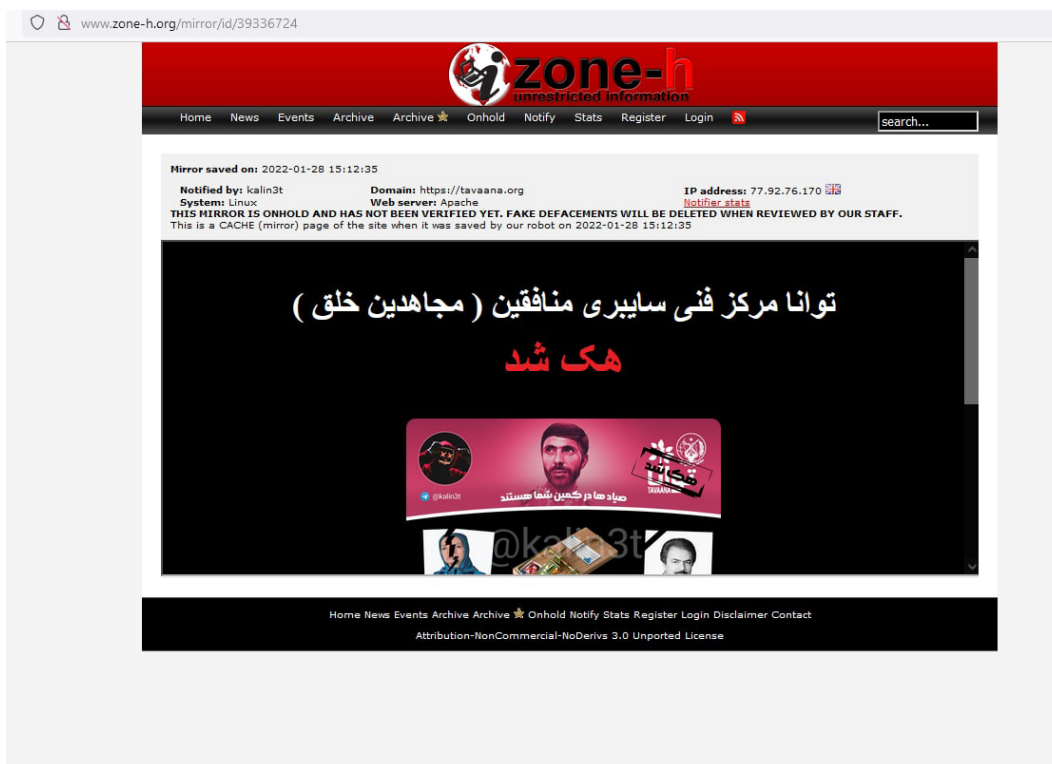 www.zone-h.org/mirror/id/39336724
zone-h
unrestricted information
Home News Events Archive Archive Onhold Notify Stats Register Login
search...
Mirror saved on: 2022-01-28 15:12:35
Notified by: kalin3t Domain: https://tavaana.org IP address: 77.92.76.170
System: Linux Web server: Apache Notifier stats
THIS MIRROR IS ONHOLD AND HAS NOT BEEN VERIFIED YET. FAKE DEFACEMENTS WILL BE DELETED WHEN REVIEWED BY OUR STAFF.
This is a CACHE (mirror) page of the site when it was saved by our robot on 2022-01-28 15:12:35
توانا مرکز فنی سایبری منافقین ( مجاهدین خلق )
هک شد
هک شد
TAVAANA
@kalin3t
صیاد ها در کمین شما هستند
@kalin3t
Home News Events Archive Archive Onhold Notify Stats Register Login Disclaimer Contact
Attribution-NonCommercial-NoDerivs 3.0 Unported License